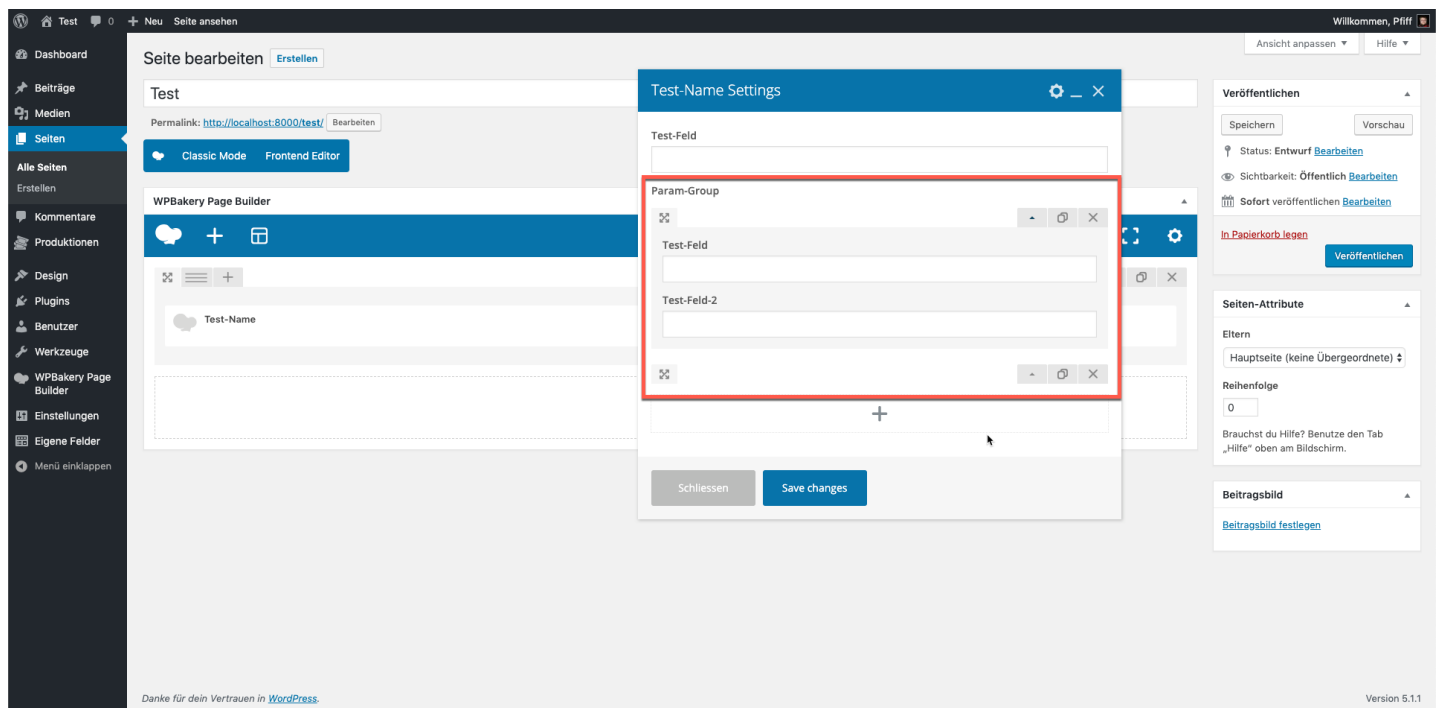 Test 0 Neu Seite ansehen Willkommen, Pfiff
Ansicht anpassen ▼ Hilfe ▼
Dashboard
Beiträge
Medien
Seiten
Alle Seiten
Erstellen
Kommentare
Produktionen
Design
Plugins
Benutzer
Werkzeuge
WPBakery Page
Builder
Einstellungen
Eigene Felder
Menü einklappen
Seite bearbeiten Erstellen
Test
Permalink: http://localhost:8000/test/ Bearbeiten
Classic Mode Frontend Editor
WPBakery Page Builder
Test-Name
Test-Name Settings
Test-Feld
Param-Group
Test-Feld
Test-Feld-2
Schliessen Save changes
Veröffentlichen
Speichern Vorschau
Status: Entwurf Bearbeiten
Sichtbarkeit: Öffentlich Bearbeiten
Sofort veröffentlichen Bearbeiten
In Papierkorb legen
Veröffentlichen
Seiten-Attribute
Eltern
Hauptseite (keine Übergeordnete)
Reihenfolge
0
Brauchst du Hilfe? Benutze den Tab
„Hilfe“ oben am Bildschirm.
Beitragsbild
Beitragsbild festlegen
Danke für dein Vertrauen in WordPress.
Version 5.1.1